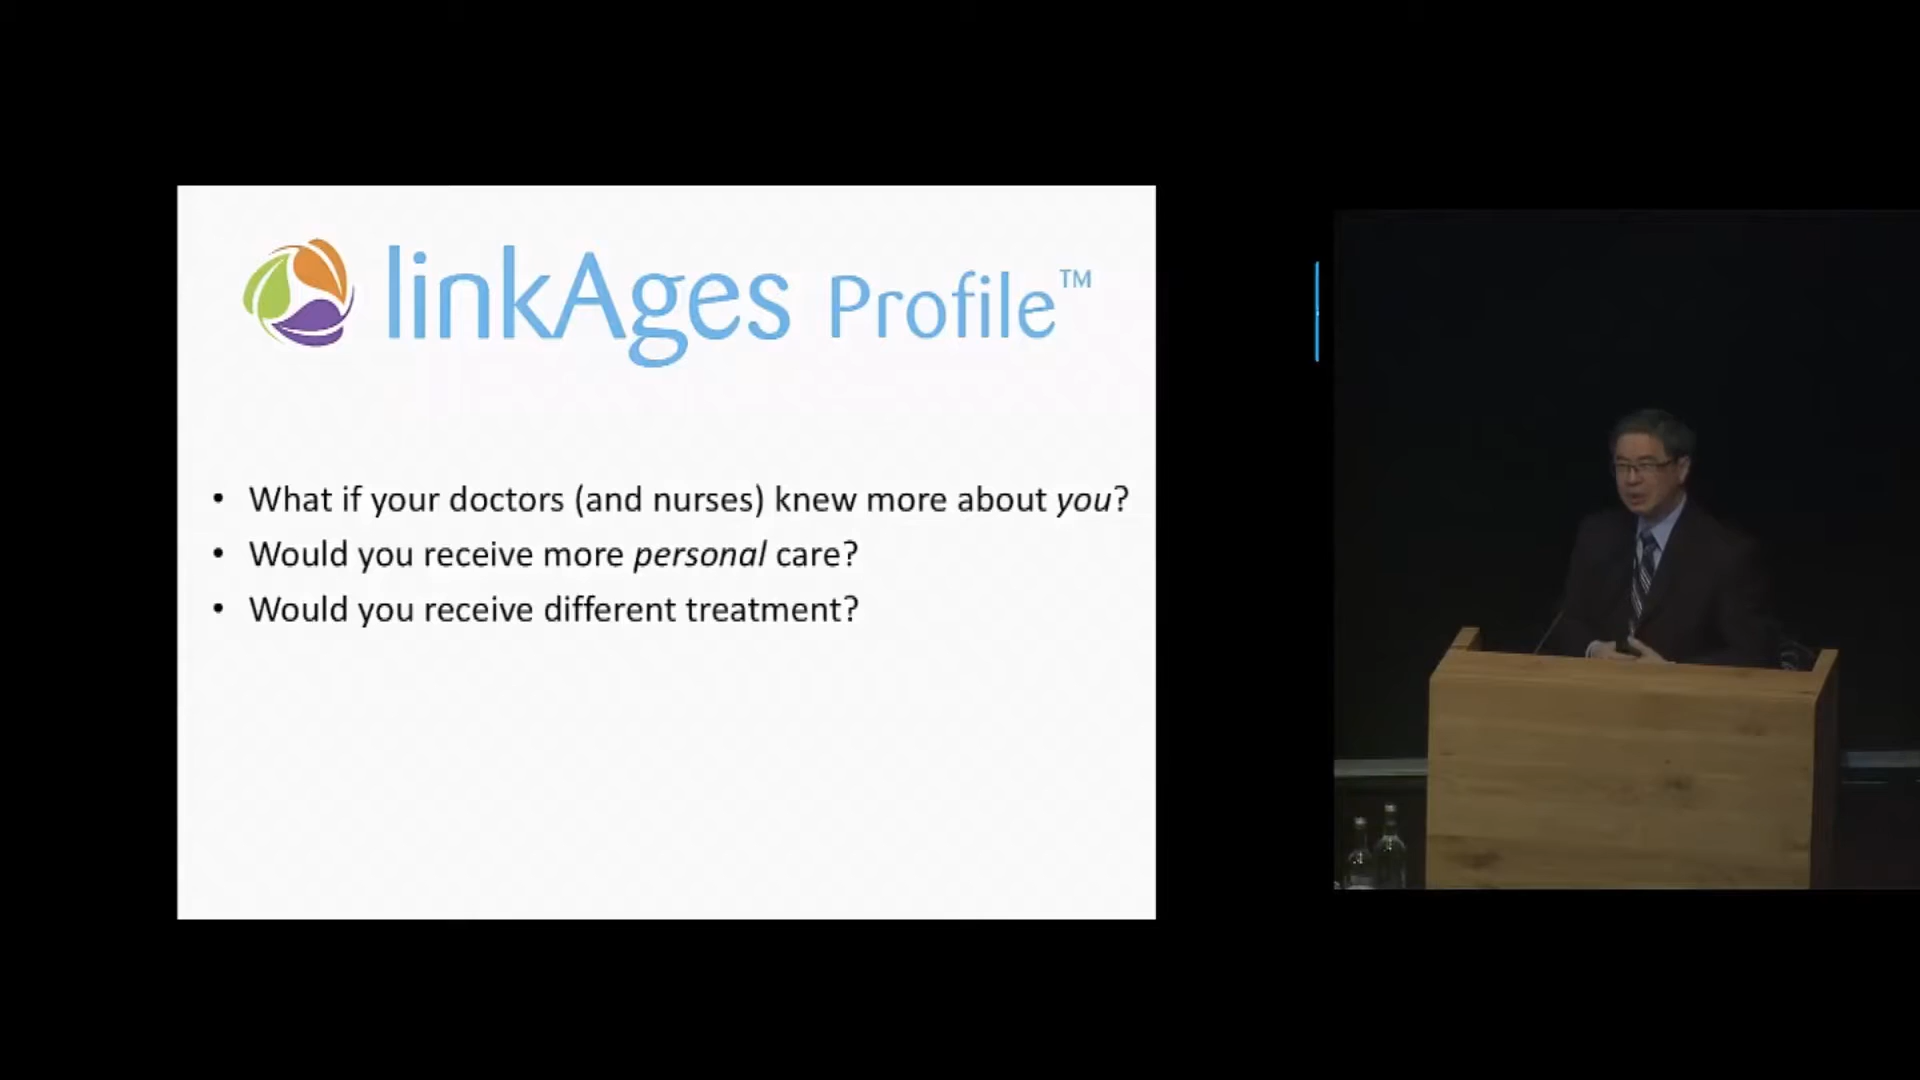 linkAges Profile™
• What if your doctors (and nurses) knew more about you?
• Would you receive more personal care?
• Would you receive different treatment?